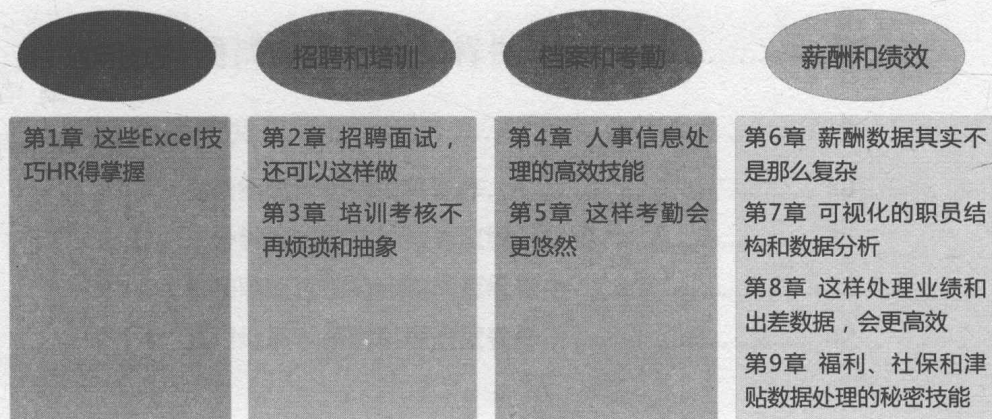 招聘和培训
档案和考勤
薪酬和绩效
第1章 这些Excel技
巧HR得掌握
第2章 招聘面试，
还可以这样做
第3章 培训考核不
再烦琐和抽象
第4章 人事信息处
理的高效技能
第5章 这样考勤会
更悠然
第6章 薪酬数据其实不
是那么复杂
第7章 可视化的职员结
构和数据分析
第8章 这样处理业绩和
出差数据，会更高效
第9章 福利、社保和津
贴数据处理的秘密技能